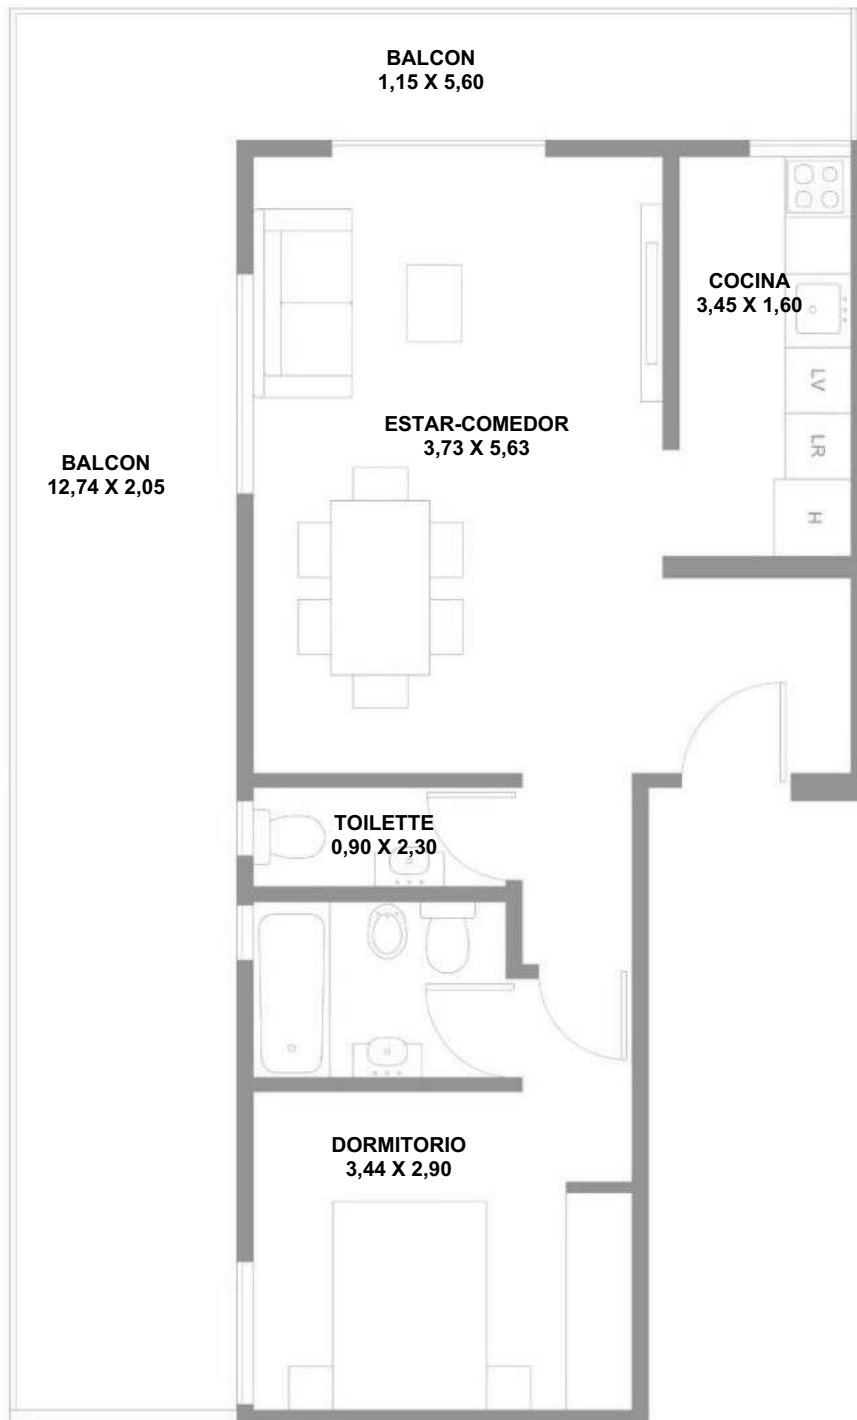 BALCON
1,15 X 5,60
COCINA
3,45 X 1,60
LV
LR
H
ESTAR-COMEDOR
3,73 X 5,63
BALCON
12,74 X 2,05
TOILETTE
0,90 X 2,30
DORMITORIO
3,44 X 2,90